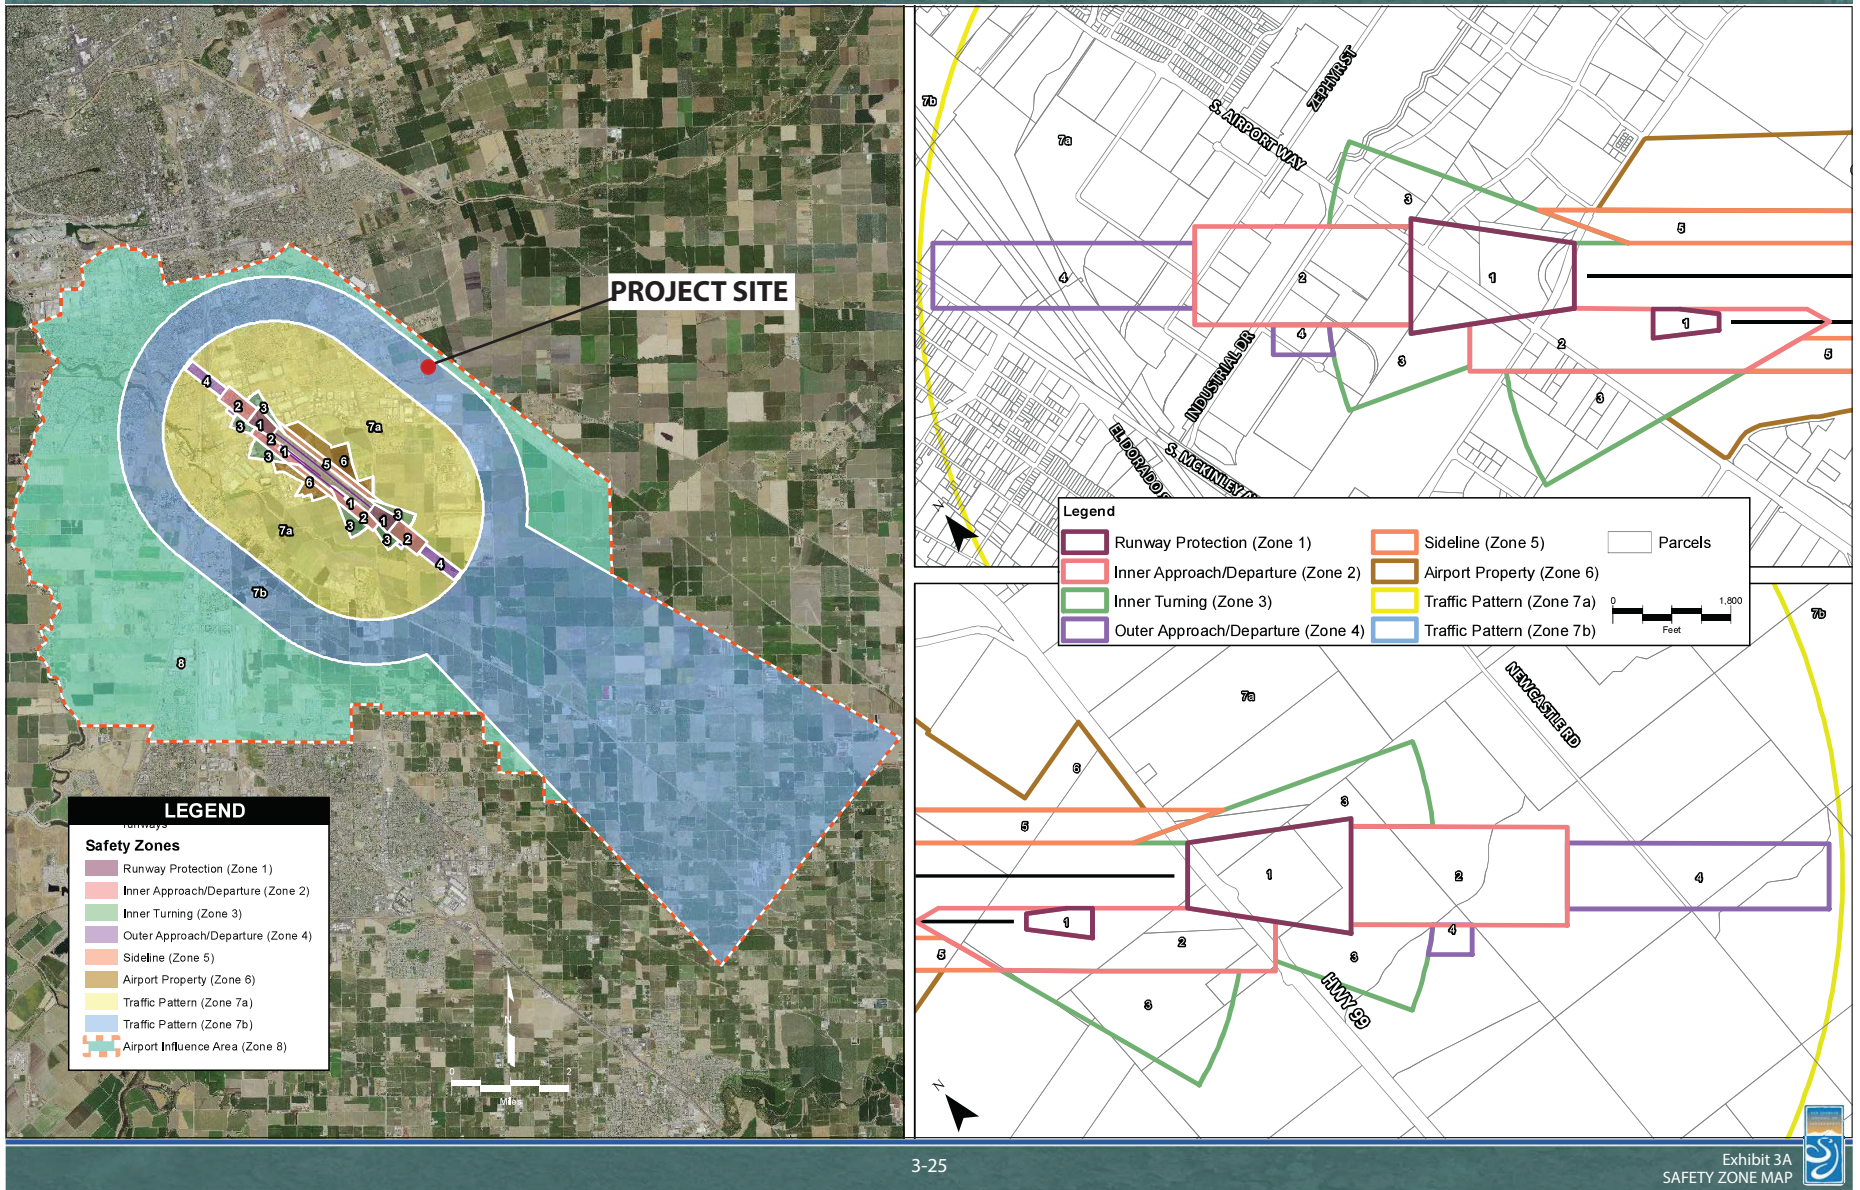 PROJECT SITE
4
2
3
3
1
2
7a
1
3
5
6
6
1
3
2
1
3
7a
3
2
4
7b
8
LEGEND
Safety Zones
Runway Protection (Zone 1)
Inner Approach/Departure (Zone 2)
Inner Turning (Zone 3)
Outer Approach/Departure (Zone 4)
Sideline (Zone 5)
Airport Property (Zone 6)
Traffic Pattern (Zone 7a)
Traffic Pattern (Zone 7b)
Airport Influence Area (Zone 8)
N
0 2
Miles
7b
7a
S. AIRPORT WAY
ZEPHYR ST
3
5
4
2
1
4
3
2
1
5
3
INDUSTRIAL DR
EL DORADO S
S. MCKINLEY A
N
Legend
Runway Protection (Zone 1)
Inner Approach/Departure (Zone 2)
Inner Turning (Zone 3)
Outer Approach/Departure (Zone 4)
Sideline (Zone 5)
Airport Property (Zone 6)
Traffic Pattern (Zone 7a)
Traffic Pattern (Zone 7b)
Parcels
0 1,800
Feet
7b
7a
NEWCASTLE RD
6
3
5
1
2
4
1
2
4
5
3
3
HWY 99
N
3-25
Exhibit 3A
SAFETY ZONE MAP